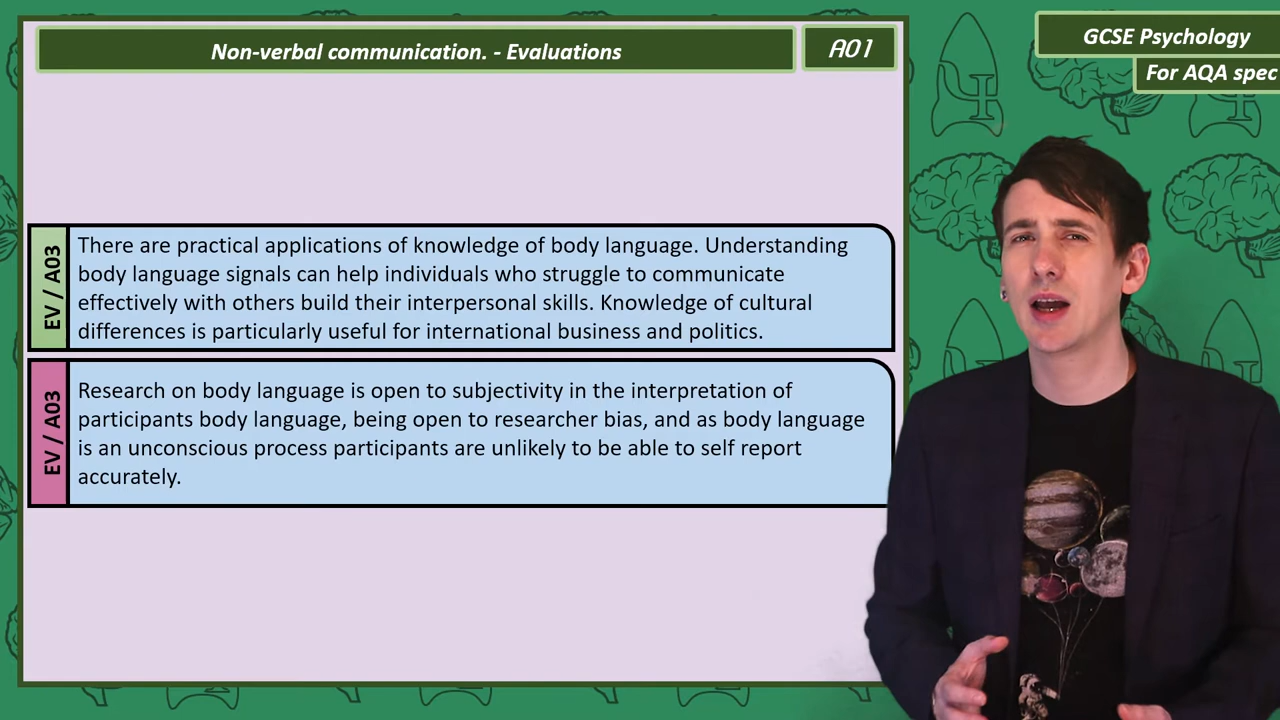 Non-verbal communication. - Evaluations
A01
GCSE Psychology
For AQA spec
EV / A03
There are practical applications of knowledge of body language. Understanding
body language signals can help individuals who struggle to communicate
effectively with others build their interpersonal skills. Knowledge of cultural
differences is particularly useful for international business and politics.
EV / A03
Research on body language is open to subjectivity in the interpretation of
participants body language, being open to researcher bias, and as body language
is an unconscious process participants are unlikely to be able to self report
accurately.